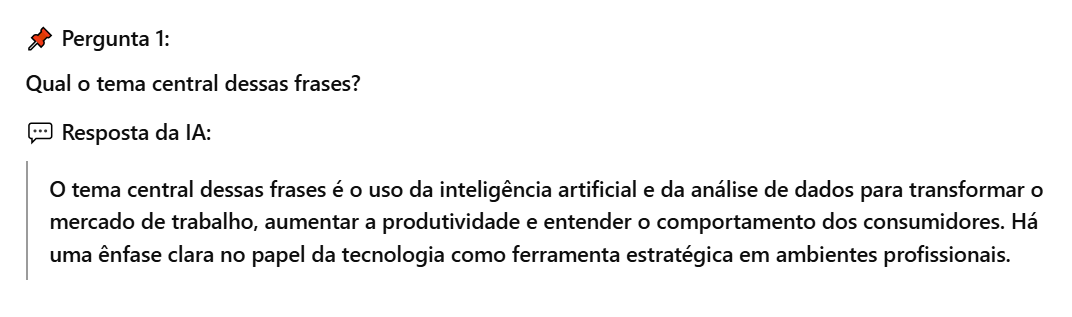 📌 Pergunta 1:
Qual o tema central dessas frases?
💬 Resposta da IA:
O tema central dessas frases é o uso da inteligência artificial e da análise de dados para transformar o
mercado de trabalho, aumentar a produtividade e entender o comportamento dos consumidores. Há
uma ênfase clara no papel da tecnologia como ferramenta estratégica em ambientes profissionais.